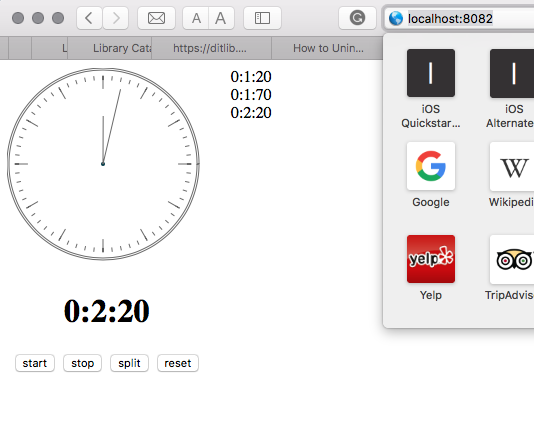 A A
localhost:8082
L
Library Cata
https://ditlib....
How to Unin...
0:1:20
0:1:70
0:2:20
iOS Quickstar...
iOS Alternate
Google
W
Wikipedi
yelp
Yelp
TripAdvis
0:2:20
start stop split reset